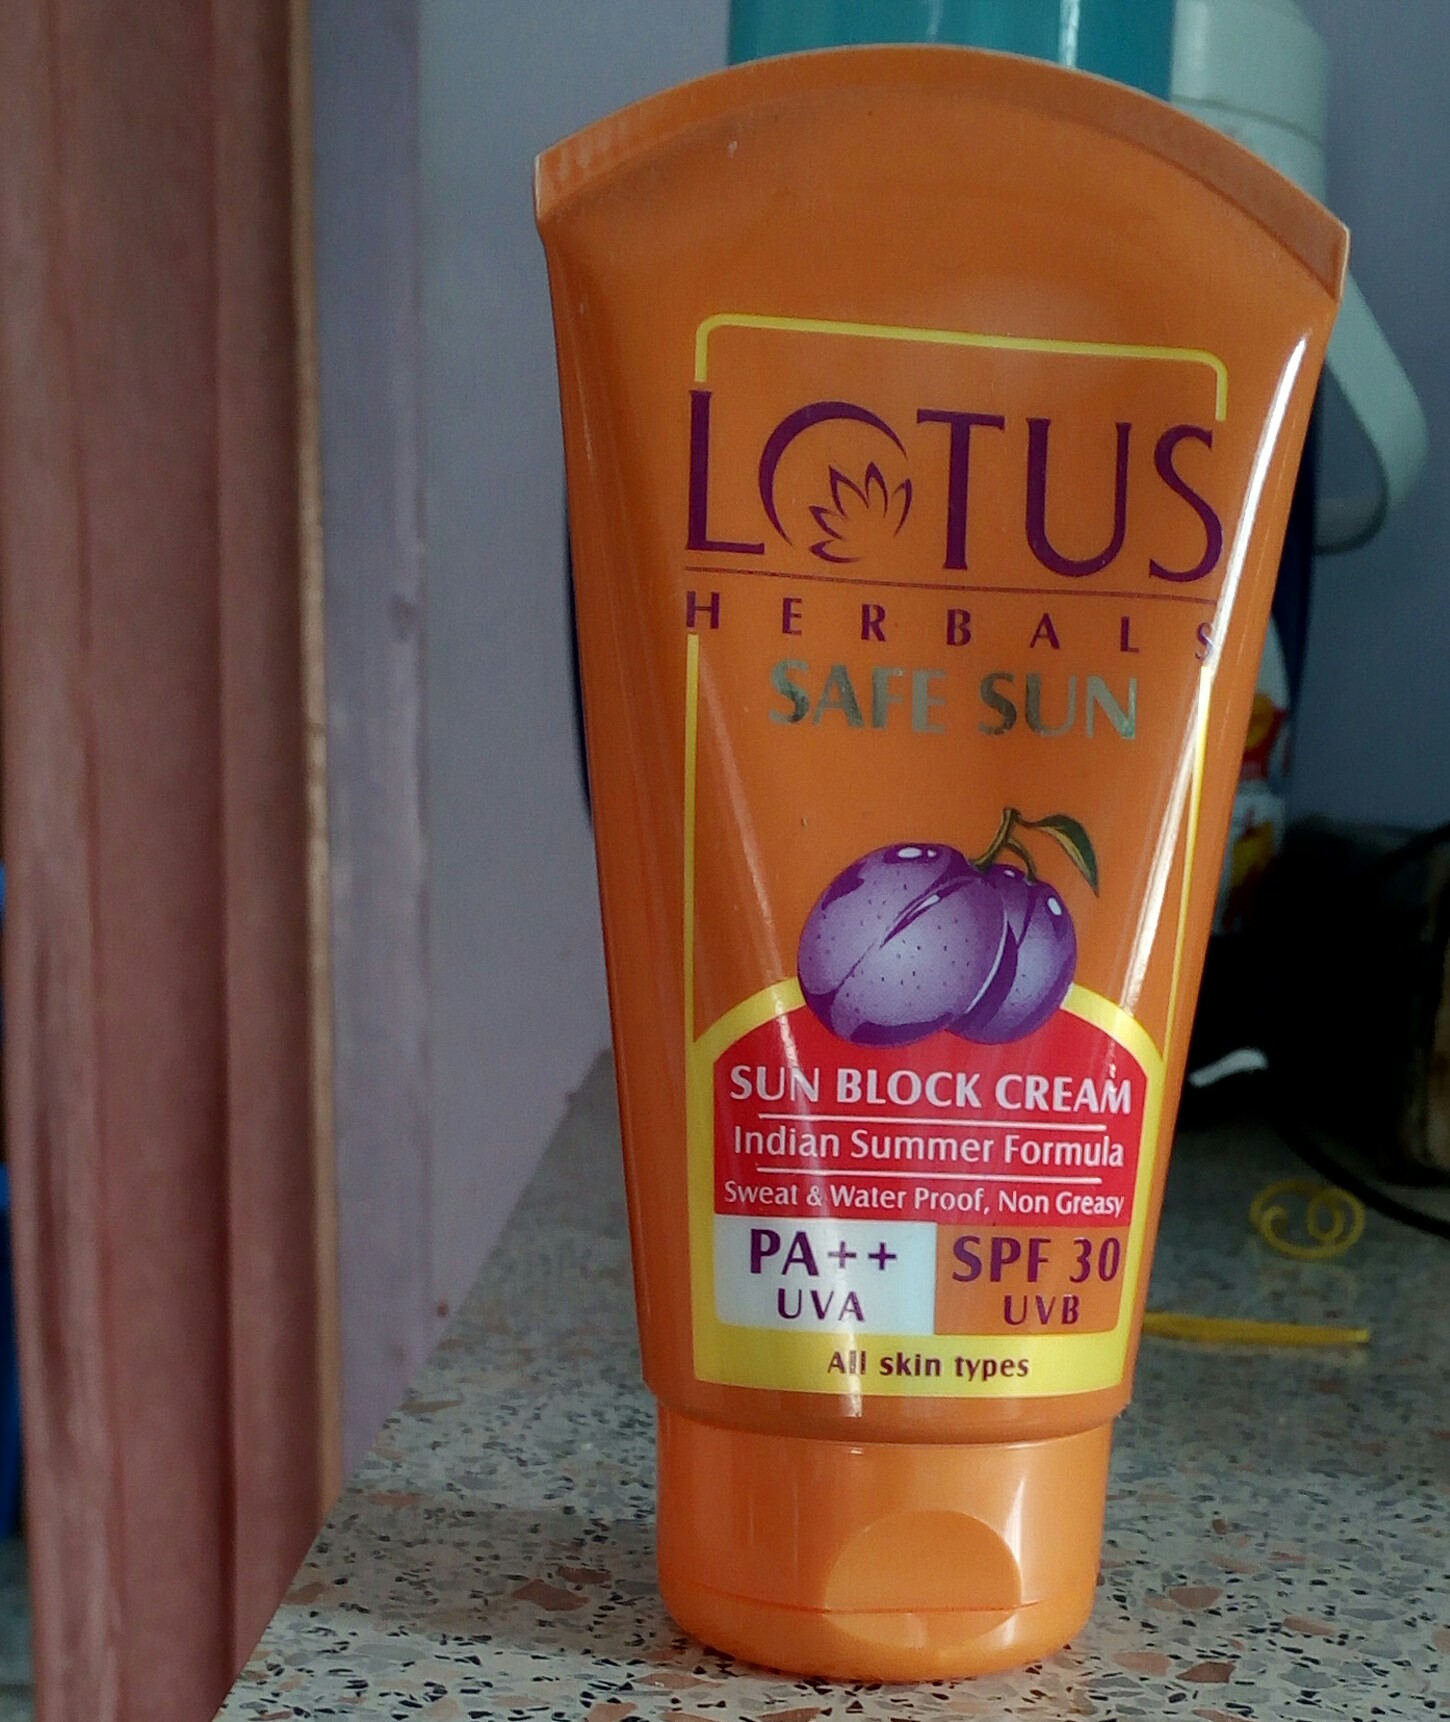 LOTUS
HERBALS
SAFE SUN
SUN BLOCK CREAM
Indian Summer Formula
Sweat & Water Proof, Non Greasy
PA++ SPF 30
UVA UVB
All skin types